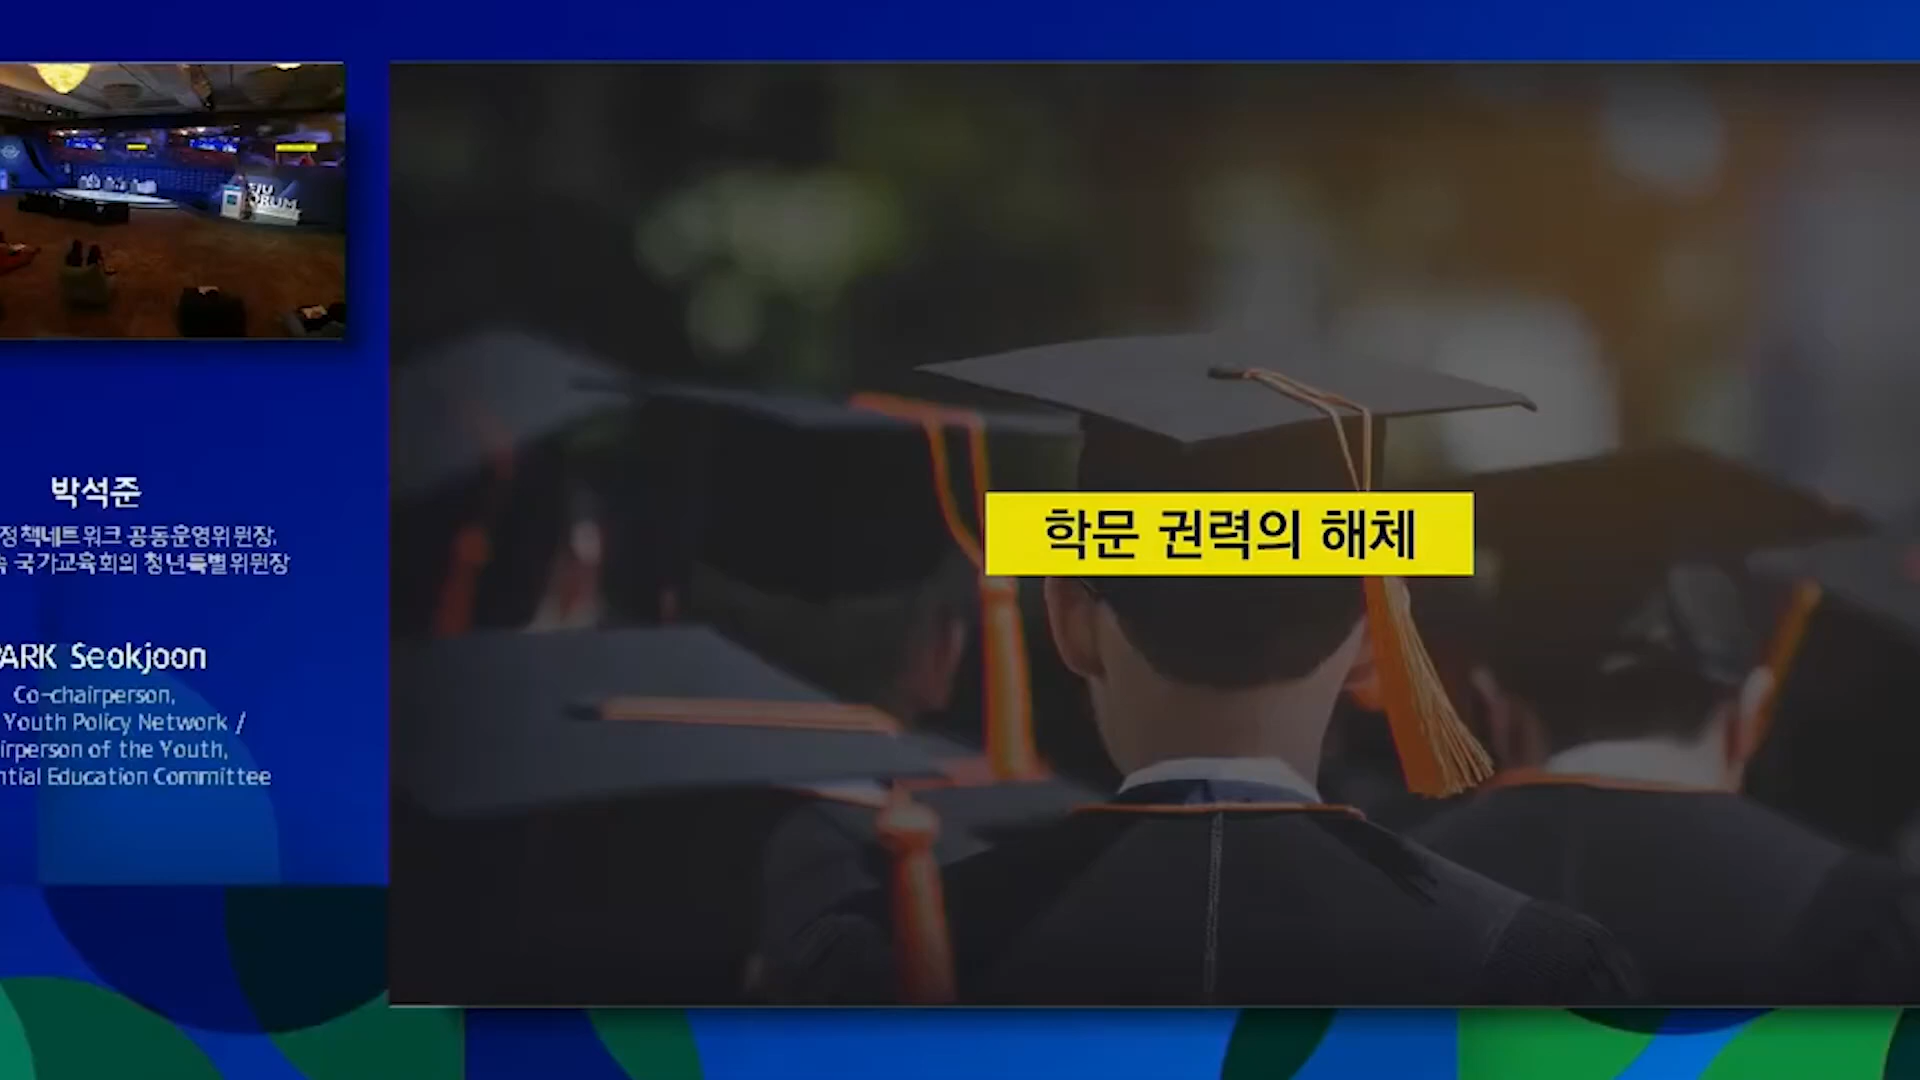 박석준
정책네트워크 공동운영위원장,
속 국가교육회의 청년특별위원장
ARK Seokjoon
Co-chairperson,
Youth Policy Network /
irperson of the Youth,
ntial Education Committee
학문 권력의 해체